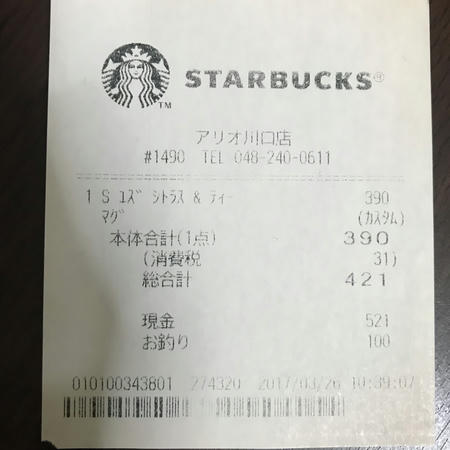 STARBUCKS®
TM
アリオ川口店
#1490 TEL 048-240-0611
1 S ユズ シトラス & ティー 390
マグ (カスタム)
本体合計(1点) 390
(消費税 31)
総合計 421
現金 521
お釣り 100
010100343801 274320 2017/03/26 10:39:07